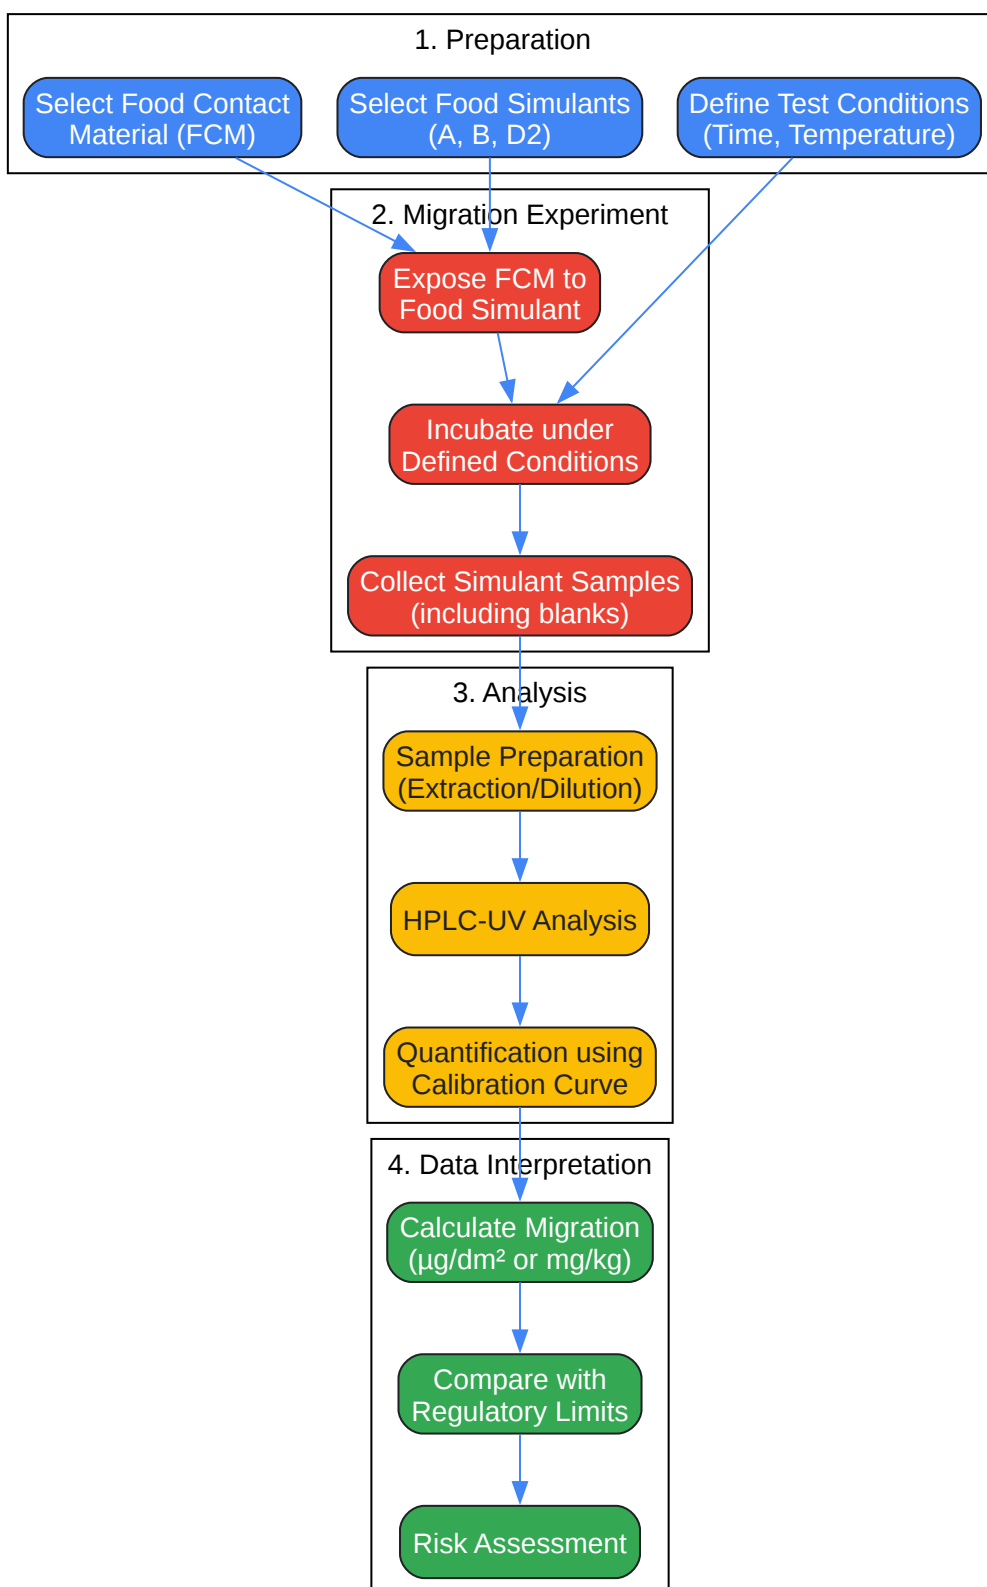 1. Preparation
Select Food Contact
Material (FCM)
Select Food Simulants
(A, B, D2)
Define Test Conditions
(Time, Temperature)
2. Migration Experiment
Expose FCM to
Food Simulant
Incubate under
Defined Conditions
Collect Simulant Samples
(including blanks)
3. Analysis
Sample Preparation
(Extraction/Dilution)
HPLC-UV Analysis
Quantification using
Calibration Curve
4. Data Interpretation
Calculate Migration
(µg/dm² or mg/kg)
Compare with
Regulatory Limits
Risk Assessment